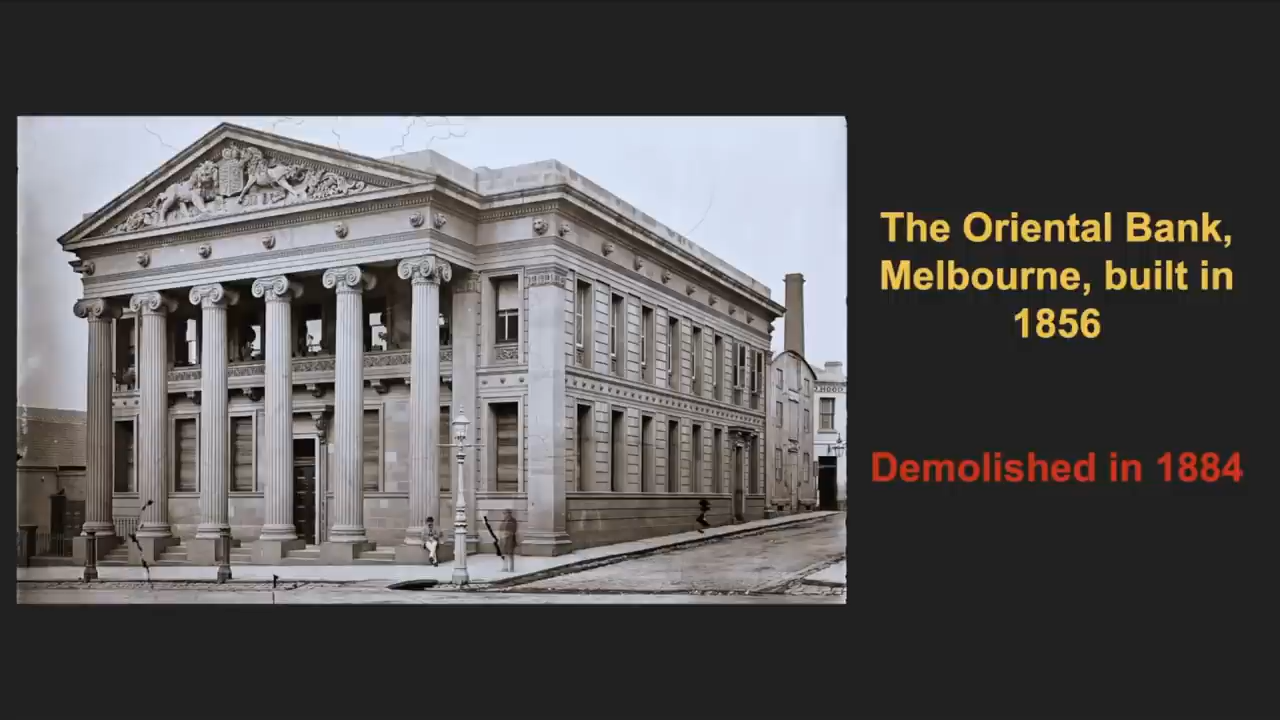 The Oriental Bank,
Melbourne, built in
1856
Demolished in 1884